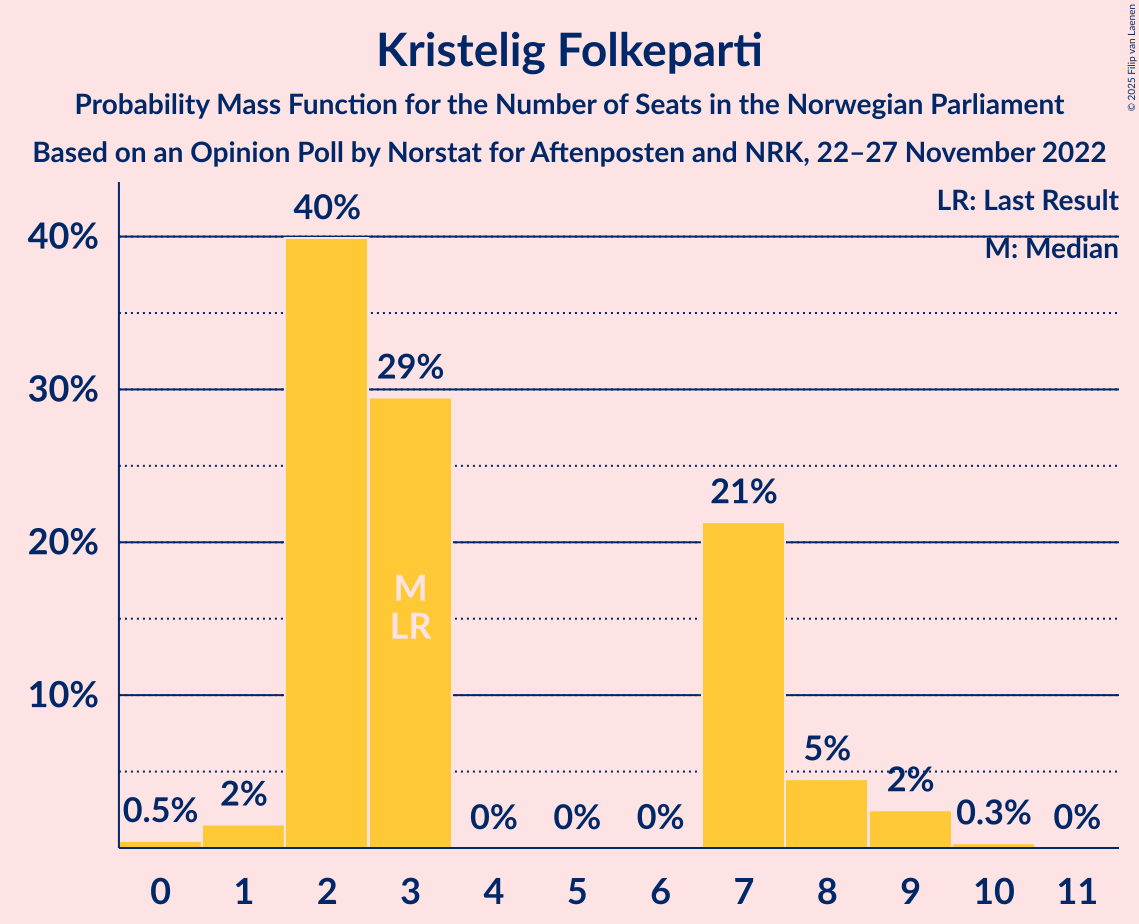 Kristelig Folkeparti
Probability Mass Function for the Number of Seats in the Norwegian Parliament
Based on an Opinion Poll by Norstat for Aftenposten and NRK, 22–27 November 2022
© 2025 Filip van Laenen
LR: Last Result
M: Median
40%
30%
20%
10%
0.5%
2%
40%
29%
M
LR
0%
0%
0%
21%
5%
2%
0.3%
0%
0 1 2 3 4 5 6 7 8 9 10 11